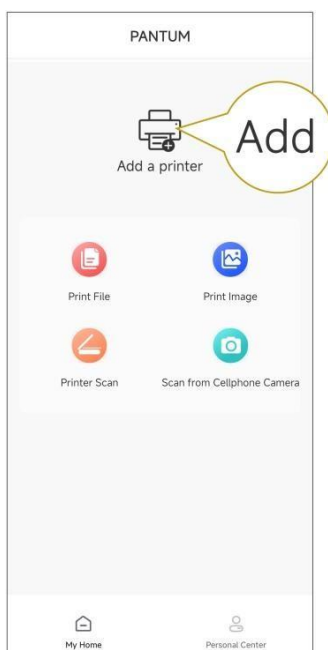 PANTUM
Add
Add a printer
Print File
Print Image
Printer Scan
Scan from Cellphone Camera
My Home
Personal Center